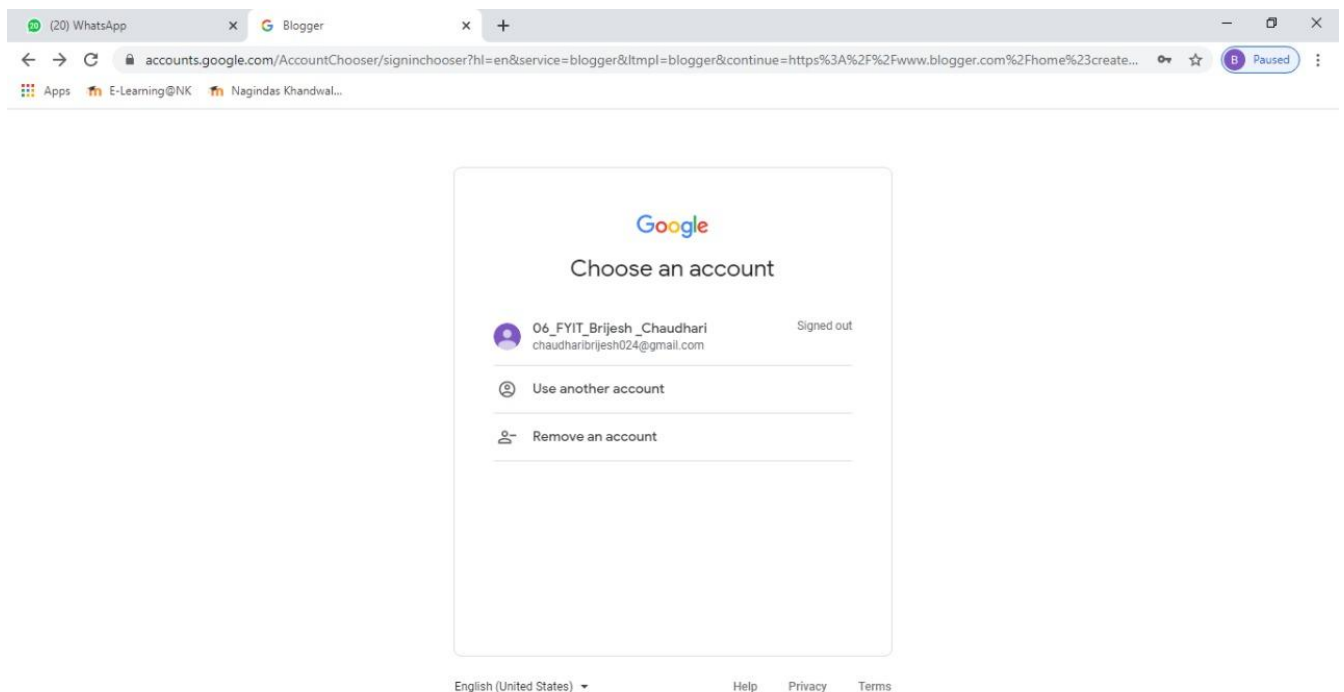 20 (20) WhatsApp
G Blogger
accounts.google.com/AccountChooser/signinchooser?hl=en&service=blogger&ltmpl=blogger&continue=https%3A%2F%2Fwww.blogger.com%2Fhome%23create...
B Paused
Apps
E-Learning@NK
Nagindas Khandwal...
Google
Choose an account
06_FYIT_Brijesh _Chaudhari
Signed out
chaudharibrijesh024@gmail.com
Use another account
Remove an account
English (United States)
Help
Privacy
Terms